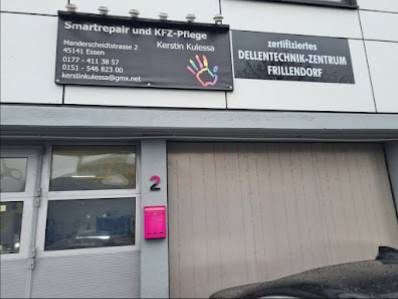 Smartrepair und KFZ-Pflege
Kerstin Kulessa
Manderscheidtstrasse 2
45141 Essen
0177 - 411 38 57
0151 - 546 823 00
kerstinkulessa@gmx.net
zertifiziertes
DELLENTECHNIK-ZENTRUM
FRILLENDORF
2